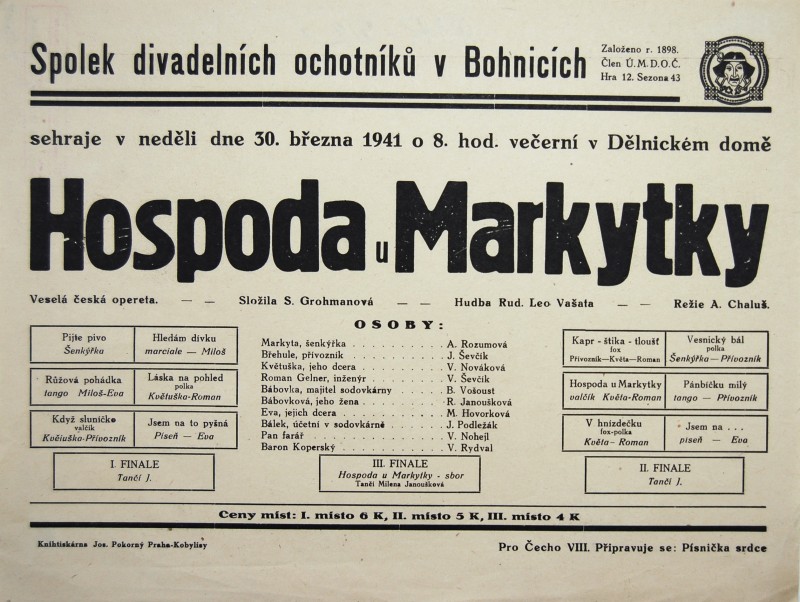 Spolek divadelních ochotníků v Bohnicích
Založeno r. 1898.
Člen Ú. M. D. O. Č.
Hra 12. Sezona 43
sehraje v neděli dne 30. března 1941 o 8. hod. večerní v Dělnickém domě
Hospoda u Markytky
Veselá česká opereta. — — Složila S. Grohmanová — — Hudba Rud. Leo Vašata — — Režie A. Chaluš.
OSOBY:
Pijte pivo
Šenkýřka
Hledám dívku
marciale — Miloš
Růžová pohádka
tango Miloš-Eva
Láska na pohled
polka
Květuška-Roman
Když sluníčko
valčík
Květuška-Přívozník
Jsem na to pyšná
Píseň — Eva
I. FINALE
Tančí J.
Markyta, šenkýřka . . . . . . . . . . A. Rozumová
Břehule, přívozník . . . . . . . . . . J. Ševčík
Květuška, jeho dcera . . . . . . . . . . V. Nováková
Roman Gelner, inženýr . . . . . . . . . . V. Ševčík
Bábovka, majitel sodovkárny . . . . . . B. Vošoust
Bábovková, jeho žena . . . . . . . . . . R. Janoušková
Eva, jejich dcera . . . . . . . . . . M. Hovorková
Bálek, účetní v sodovkárně . . . . . . J. Podležák
Pan farář . . . . . . . . . . V. Nohejl
Baron Koperský . . . . . . . . . . V. Rydval
III. FINALE
Hospoda u Markytky - sbor
Tančí Milena Janoušková
Kapr - štika - tloušť
fox
Přívozník—Květa—Roman
Vesnický bál
polka
Šenkýřka — Přívozník
Hospoda u Markytky
valčík Květa-Roman
Pánbíčku milý
tango — Přívozník
V hnízdečku
fox-polka
Květa - Roman
Jsem na . . .
píseň — Eva
II. FINALE
Tančí J.
Ceny míst: I. místo 6 K, II. místo 5 K, III. místo 4 K
Knihtiskárna Jos. Pokorný Praha-Kobylisy
Pro Čecho VIII. Připravuje se: Písnička srdce